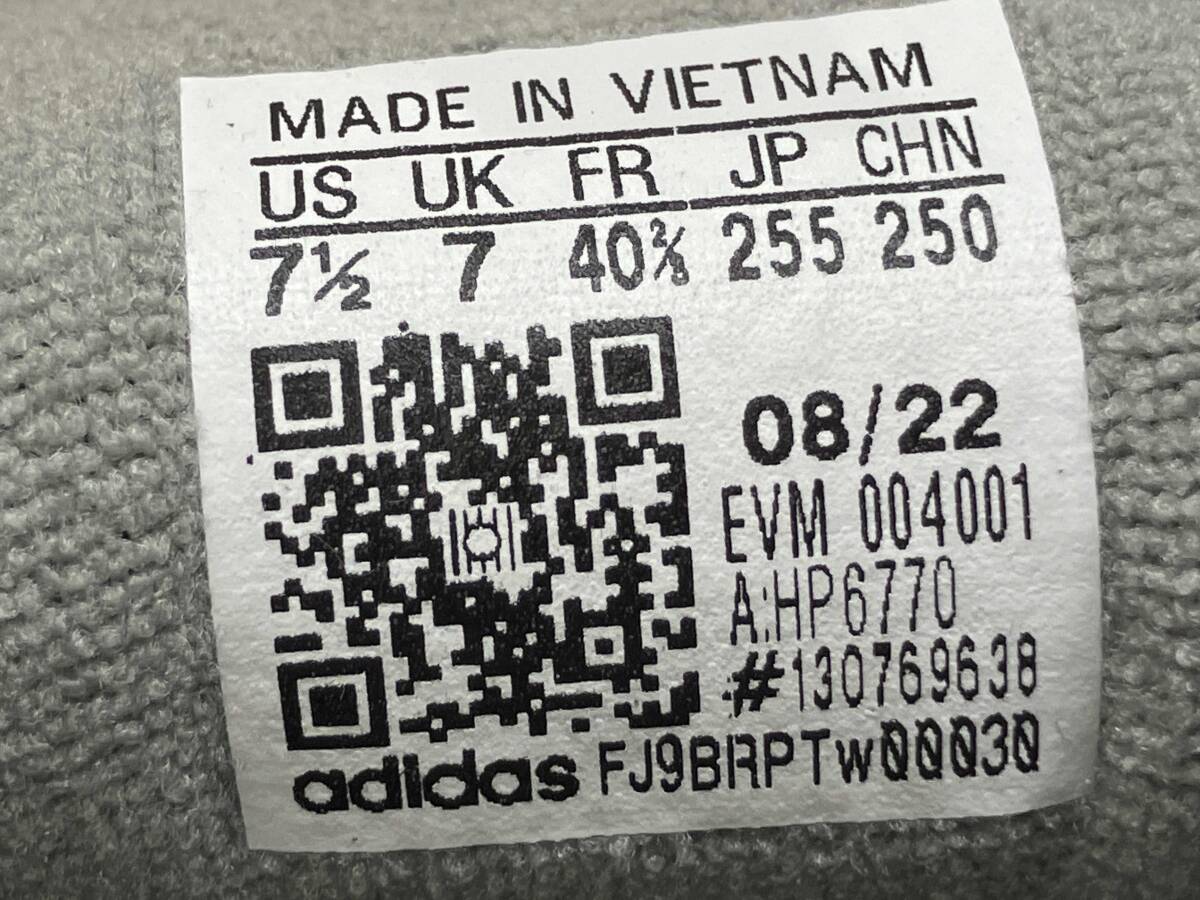 MADE IN VIETNAM
US UK FR JP CHN
7½ 7 40⅔ 255 250
08/22
EVM 004001
A:HP6770
#130769638
adidas FJ9BRPTw00030